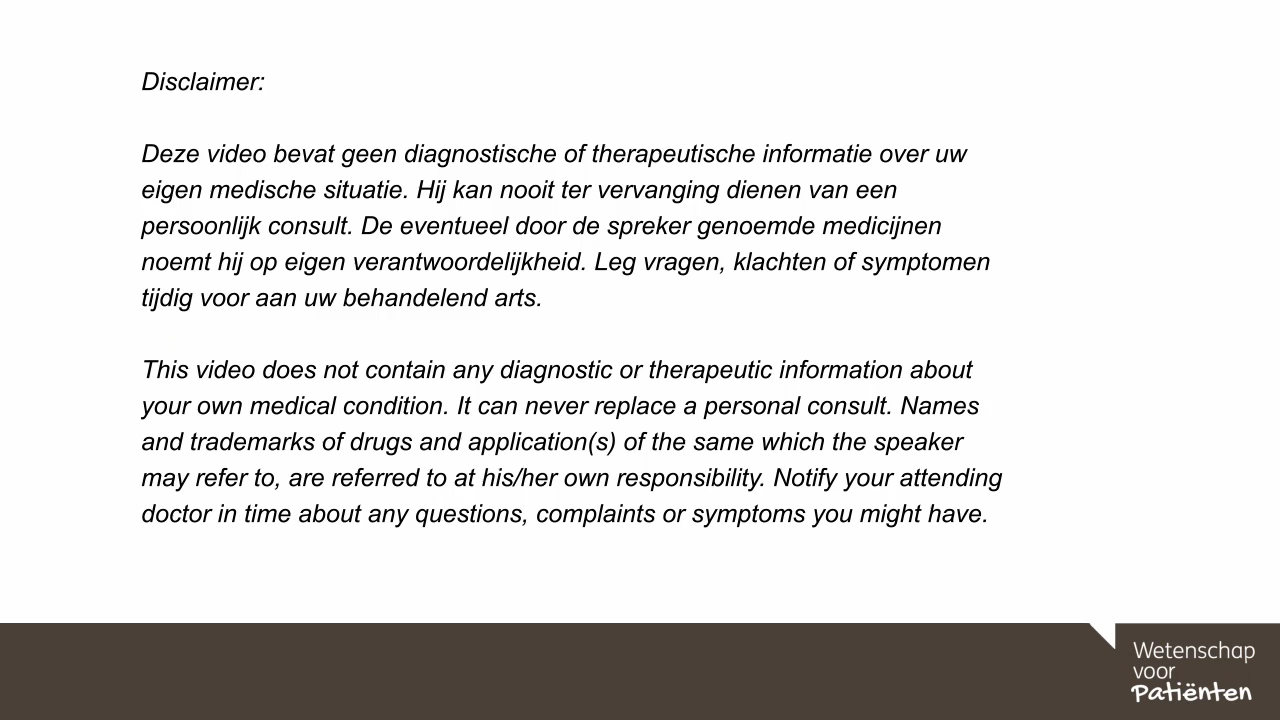 Disclaimer:
Deze video bevat geen diagnostische of therapeutische informatie over uw
eigen medische situatie. Hij kan nooit ter vervanging dienen van een
persoonlijk consult. De eventueel door de spreker genoemde medicijnen
noemt hij op eigen verantwoordelijkheid. Leg vragen, klachten of symptomen
tijdig voor aan uw behandelend arts.
This video does not contain any diagnostic or therapeutic information about
your own medical condition. It can never replace a personal consult. Names
and trademarks of drugs and application(s) of the same which the speaker
may refer to, are referred to at his/her own responsibility. Notify your attending
doctor in time about any questions, complaints or symptoms you might have.
Wetenschap
voor
Patiënten